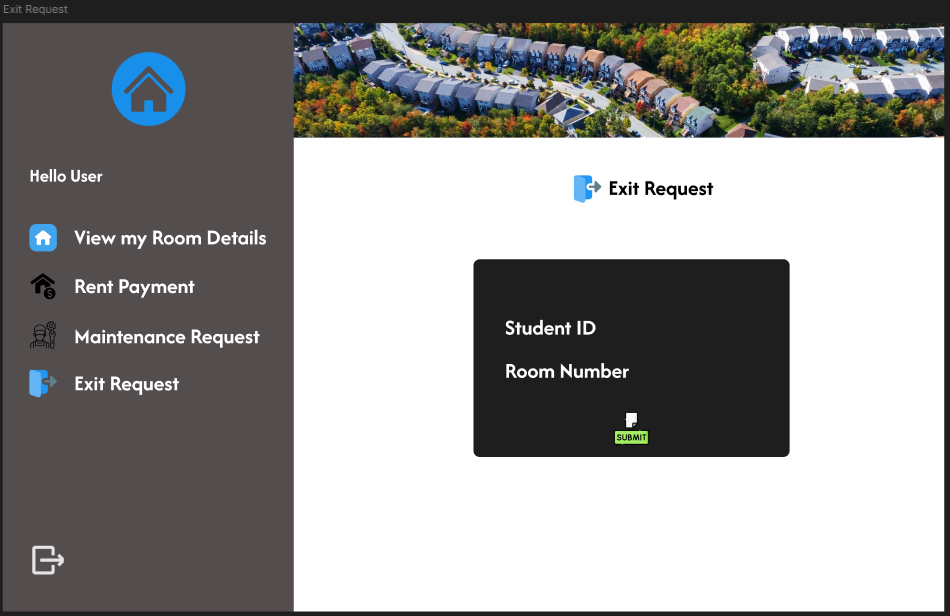 Exit Request
Hello User
View my Room Details
Rent Payment
Maintenance Request
Exit Request
Exit Request
Student ID
Room Number
SUBMIT